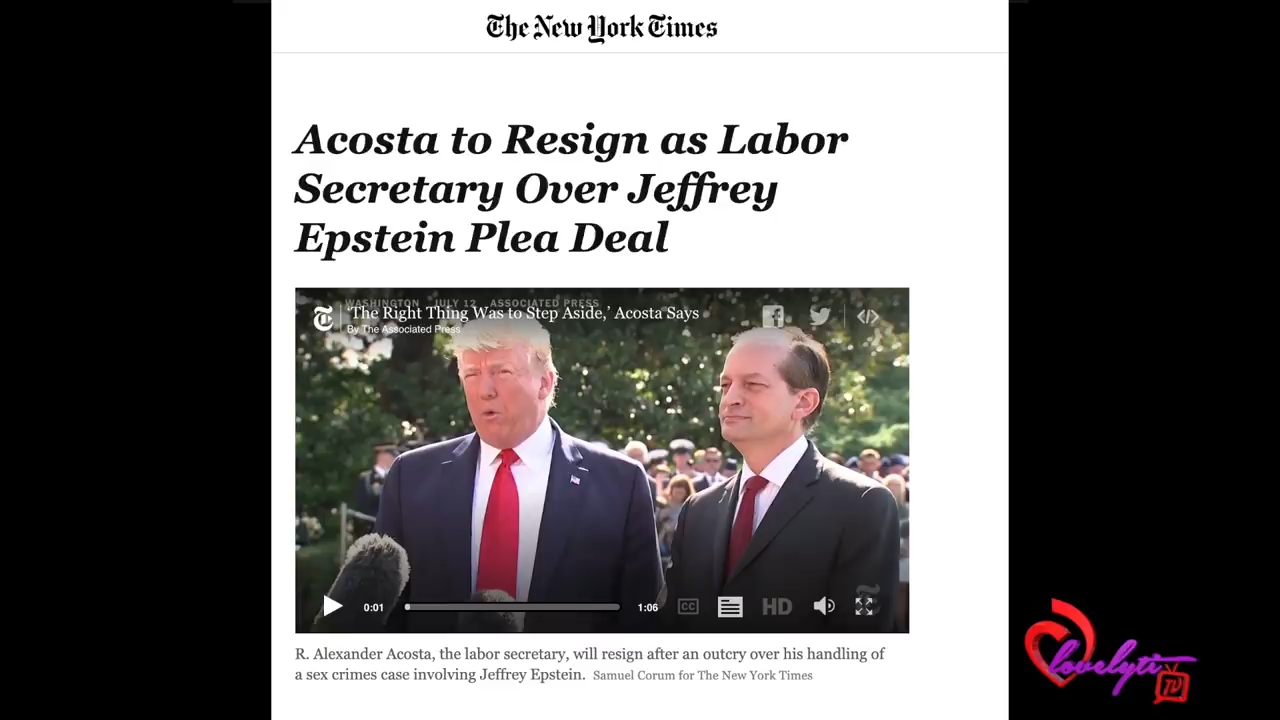 The New York Times
Acosta to Resign as Labor
Secretary Over Jeffrey
Epstein Plea Deal
WASHINGTON JULY 12 ASSOCIATED PRESS
'The Right Thing Was to Step Aside,' Acosta Says
By The Associated Press
0:01
1:06
CC
HD
R. Alexander Acosta, the labor secretary, will resign after an outcry over his handling of
a sex crimes case involving Jeffrey Epstein. Samuel Corum for The New York Times
lovelyti
TV